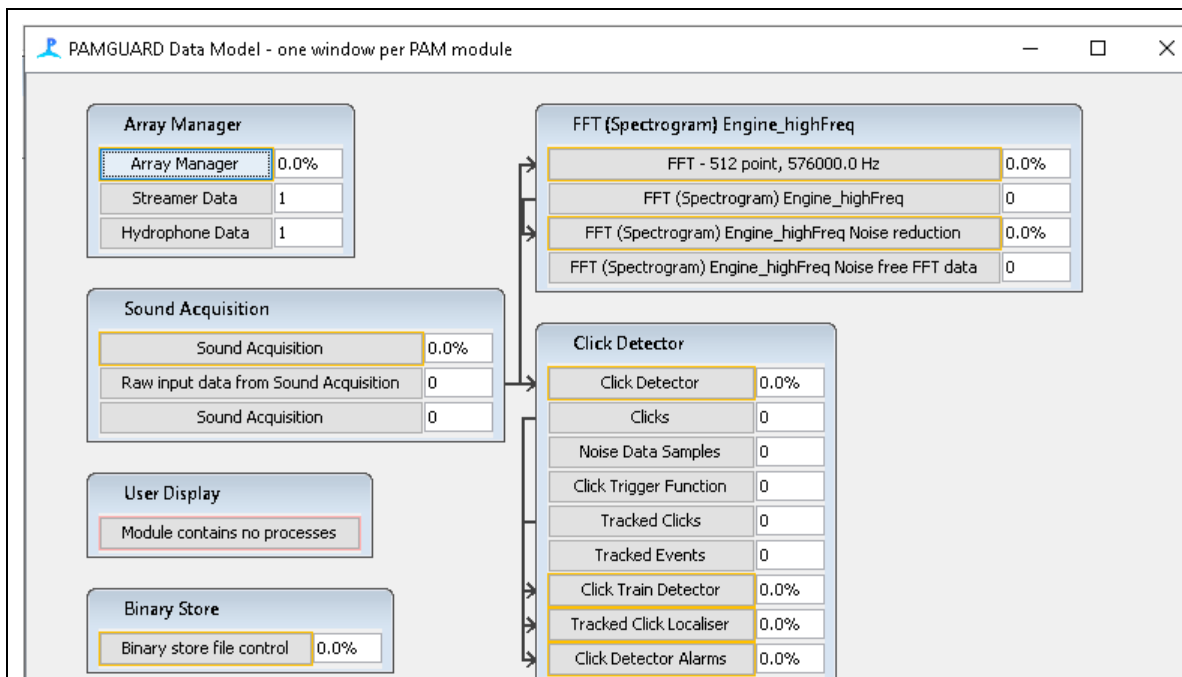 PAMGUARD Data Model - one window per PAM module
Array Manager
Array Manager 0.0%
Streamer Data 1
Hydrophone Data 1
Sound Acquisition
Sound Acquisition 0.0%
Raw input data from Sound Acquisition 0
Sound Acquisition 0
User Display
Module contains no processes
Binary Store
Binary store file control 0.0%
FFT (Spectrogram) Engine_highFreq
FFT - 512 point, 576000.0 Hz 0.0%
FFT (Spectrogram) Engine_highFreq 0
FFT (Spectrogram) Engine_highFreq Noise reduction 0.0%
FFT (Spectrogram) Engine_highFreq Noise free FFT data 0
Click Detector
Click Detector 0.0%
Clicks 0
Noise Data Samples 0
Click Trigger Function 0
Tracked Clicks 0
Tracked Events 0
Click Train Detector 0.0%
Tracked Click Localiser 0.0%
Click Detector Alarms 0.0%